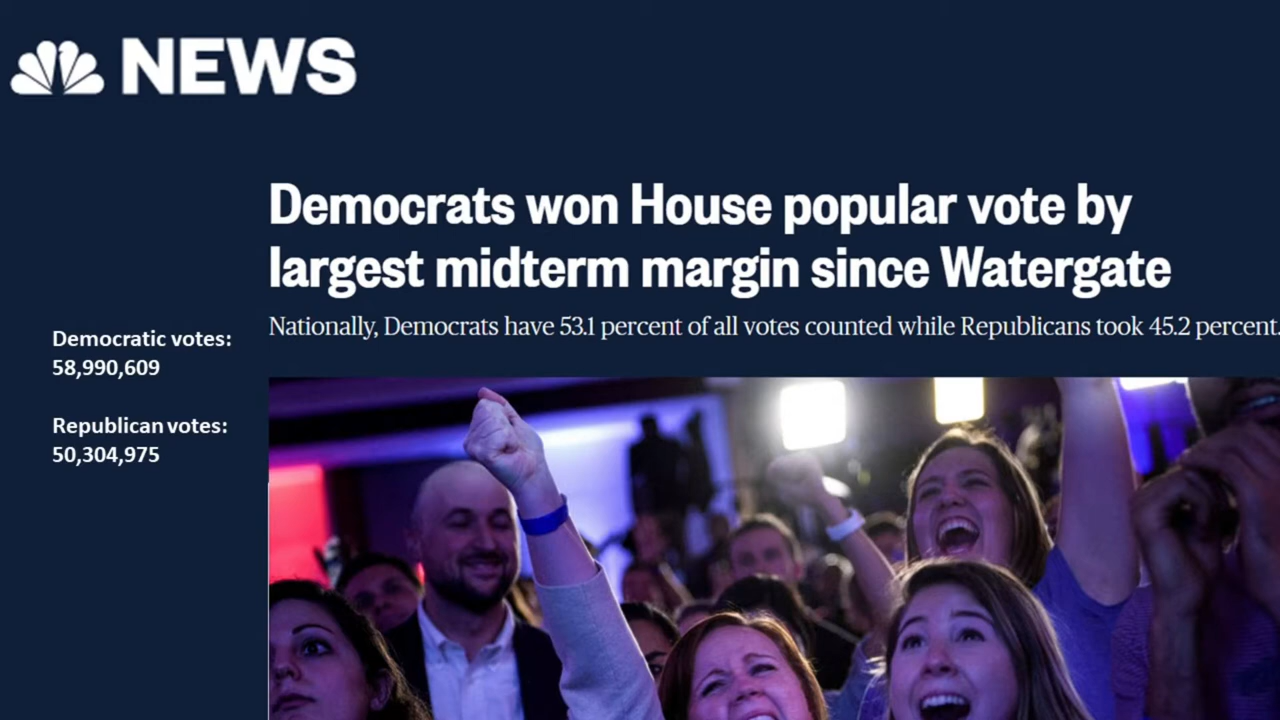 NEWS
Democrats won House popular vote by
largest midterm margin since Watergate
Nationally, Democrats have 53.1 percent of all votes counted while Republicans took 45.2 percent.
Democratic votes:
58,990,609
Republican votes:
50,304,975